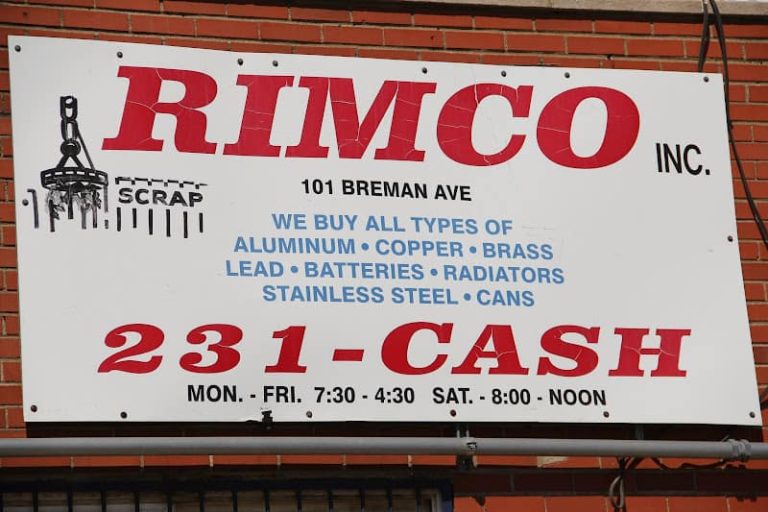 RIMCO INC.
SCRAP
101 BREMAN AVE
WE BUY ALL TYPES OF
ALUMINUM • COPPER • BRASS
LEAD • BATTERIES • RADIATORS
STAINLESS STEEL • CANS
231-CASH
MON. - FRI. 7:30 - 4:30 SAT. - 8:00 - NOON